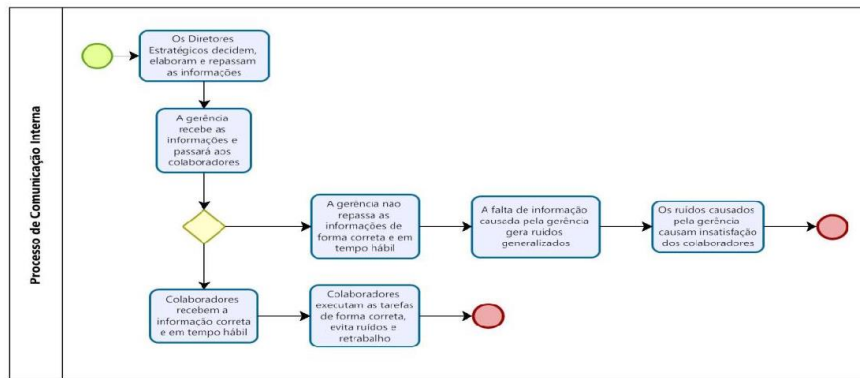 Processo de Comunicação Interna
Os Diretores
Estratégicos decidem,
elaboram e repassam
as informações
A gerência
recebe as
informações e
passará aos
colaboradores
A gerência não
repassa as
informações de
forma correta e em
tempo hábil
A falta de informação
causada pela gerência
gera ruidos
generalizados
Os ruídos causados
pela gerência
causam insatisfação
dos colaboradores
Colaboradores
recebem a
informação correta
e em tempo hábil
Colaboradores
executam as tarefas
de forma correta,
evita ruídos e
retrabalho